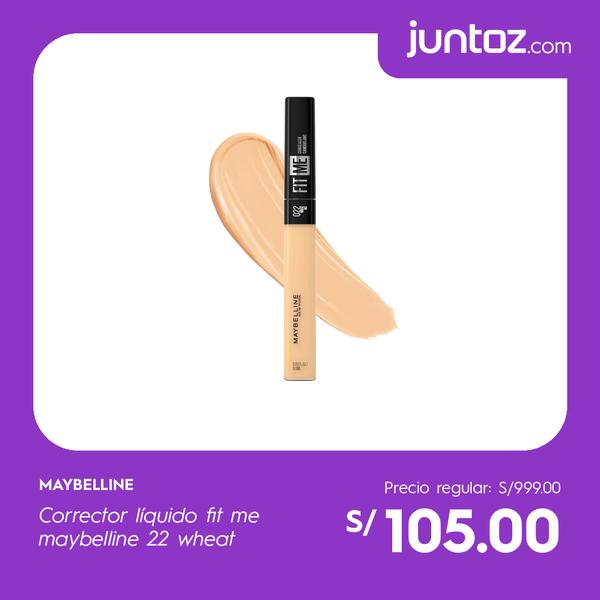 juntoz.com
FIT ME
022
MAYBELLINE
MAYBELLINE
Corrector líquido fit me
maybelline 22 wheat
Precio regular: S/999.00
S/ 105.00